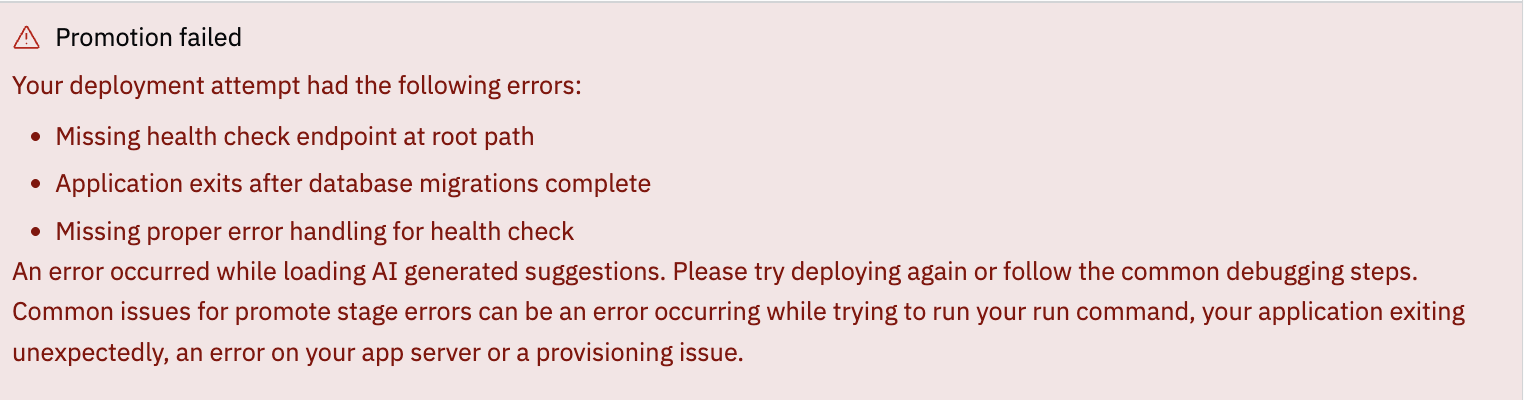 Promotion failed
Your deployment attempt had the following errors:
• Missing health check endpoint at root path
• Application exits after database migrations complete
• Missing proper error handling for health check
An error occurred while loading AI generated suggestions. Please try deploying again or follow the common debugging steps.
Common issues for promote stage errors can be an error occurring while trying to run your run command, your application exiting
unexpectedly, an error on your app server or a provisioning issue.